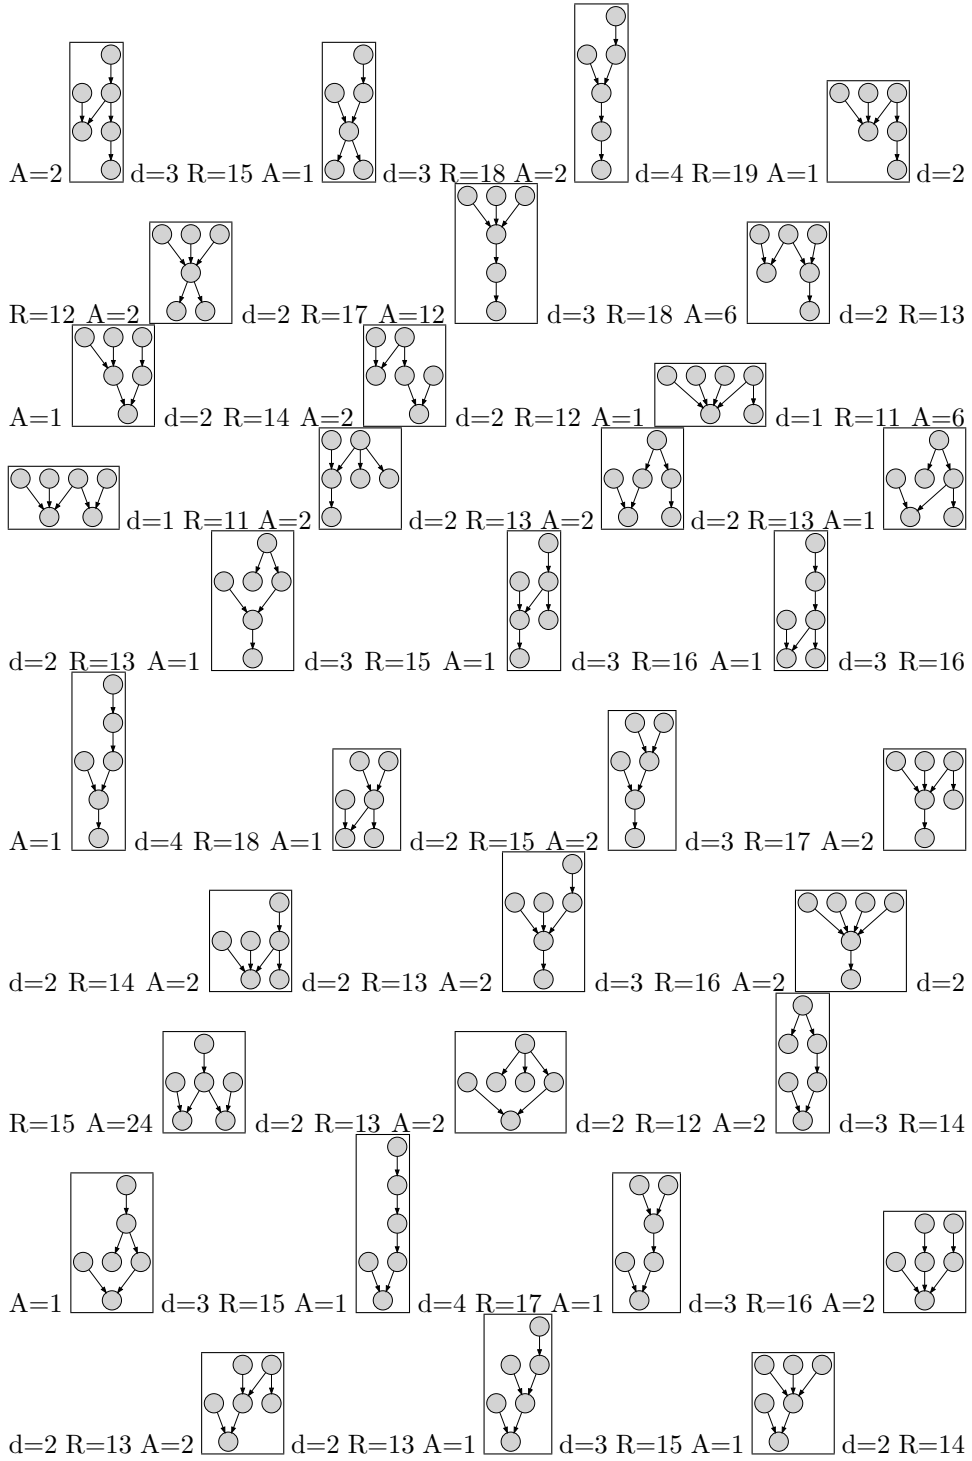 A=2 d=3 R=15 A=1 d=3 R=18 A=2 d=4 R=19 A=1 d=2
R=12 A=2 d=2 R=17 A=12 d=3 R=18 A=6 d=2 R=13
A=1 d=2 R=14 A=2 d=2 R=12 A=1 d=1 R=11 A=6
d=1 R=11 A=2 d=2 R=13 A=2 d=2 R=13 A=1
d=2 R=13 A=1 d=3 R=15 A=1 d=3 R=16 A=1 d=3 R=16
A=1 d=4 R=18 A=1 d=2 R=15 A=2 d=3 R=17 A=2
d=2 R=14 A=2 d=2 R=13 A=2 d=3 R=16 A=2 d=2
R=15 A=24 d=2 R=13 A=2 d=2 R=12 A=2 d=3 R=14
A=1 d=3 R=15 A=1 d=4 R=17 A=1 d=3 R=16 A=2
d=2 R=13 A=2 d=2 R=13 A=1 d=3 R=15 A=1 d=2 R=14